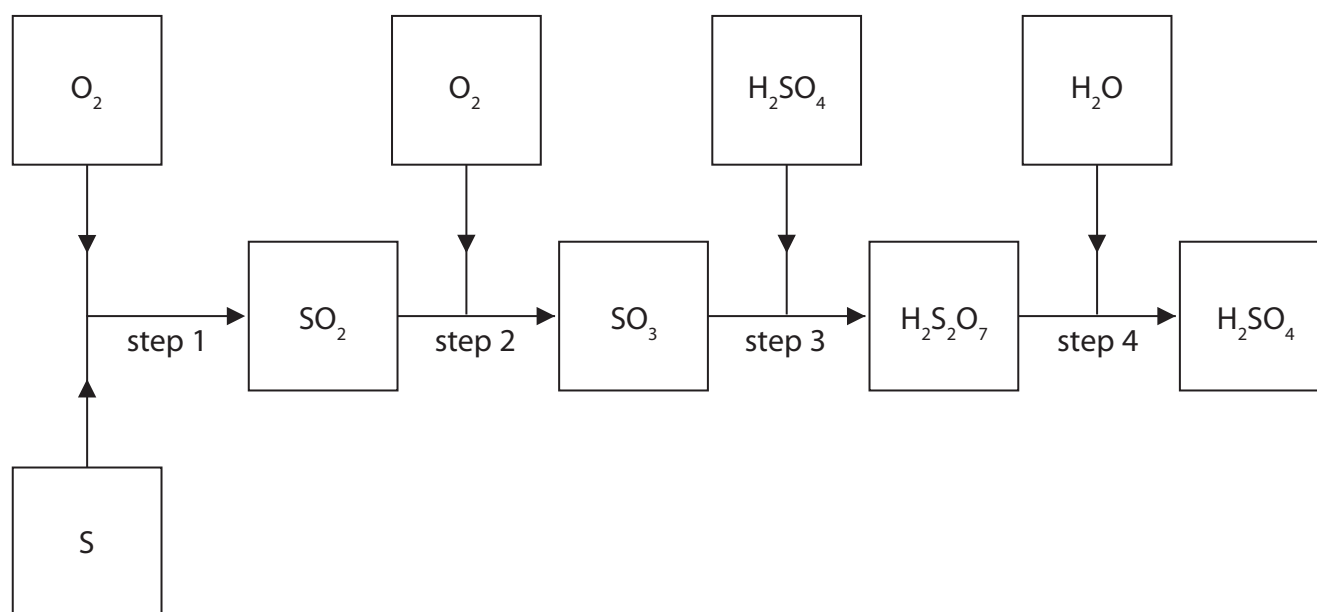 O₂
O₂
H₂SO₄
H₂O
SO₂
SO₃
H₂S₂O₇
H₂SO₄
step 1
step 2
step 3
step 4
S